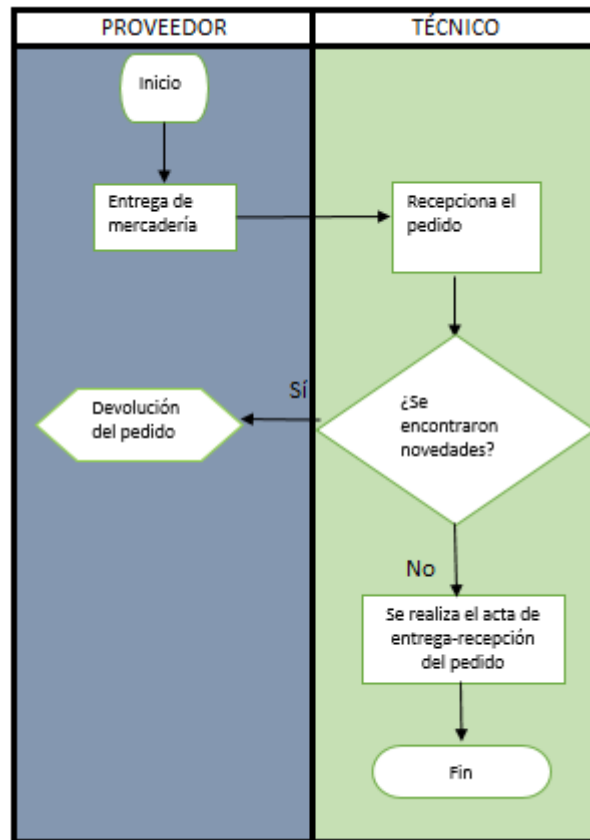 PROVEEDOR
TÉCNICO
Inicio
Entrega de
mercadería
Recepciona el
pedido
¿Se
encontraron
novedades?
Sí
Devolución
del pedido
No
Se realiza el acta de
entrega-recepción
del pedido
Fin